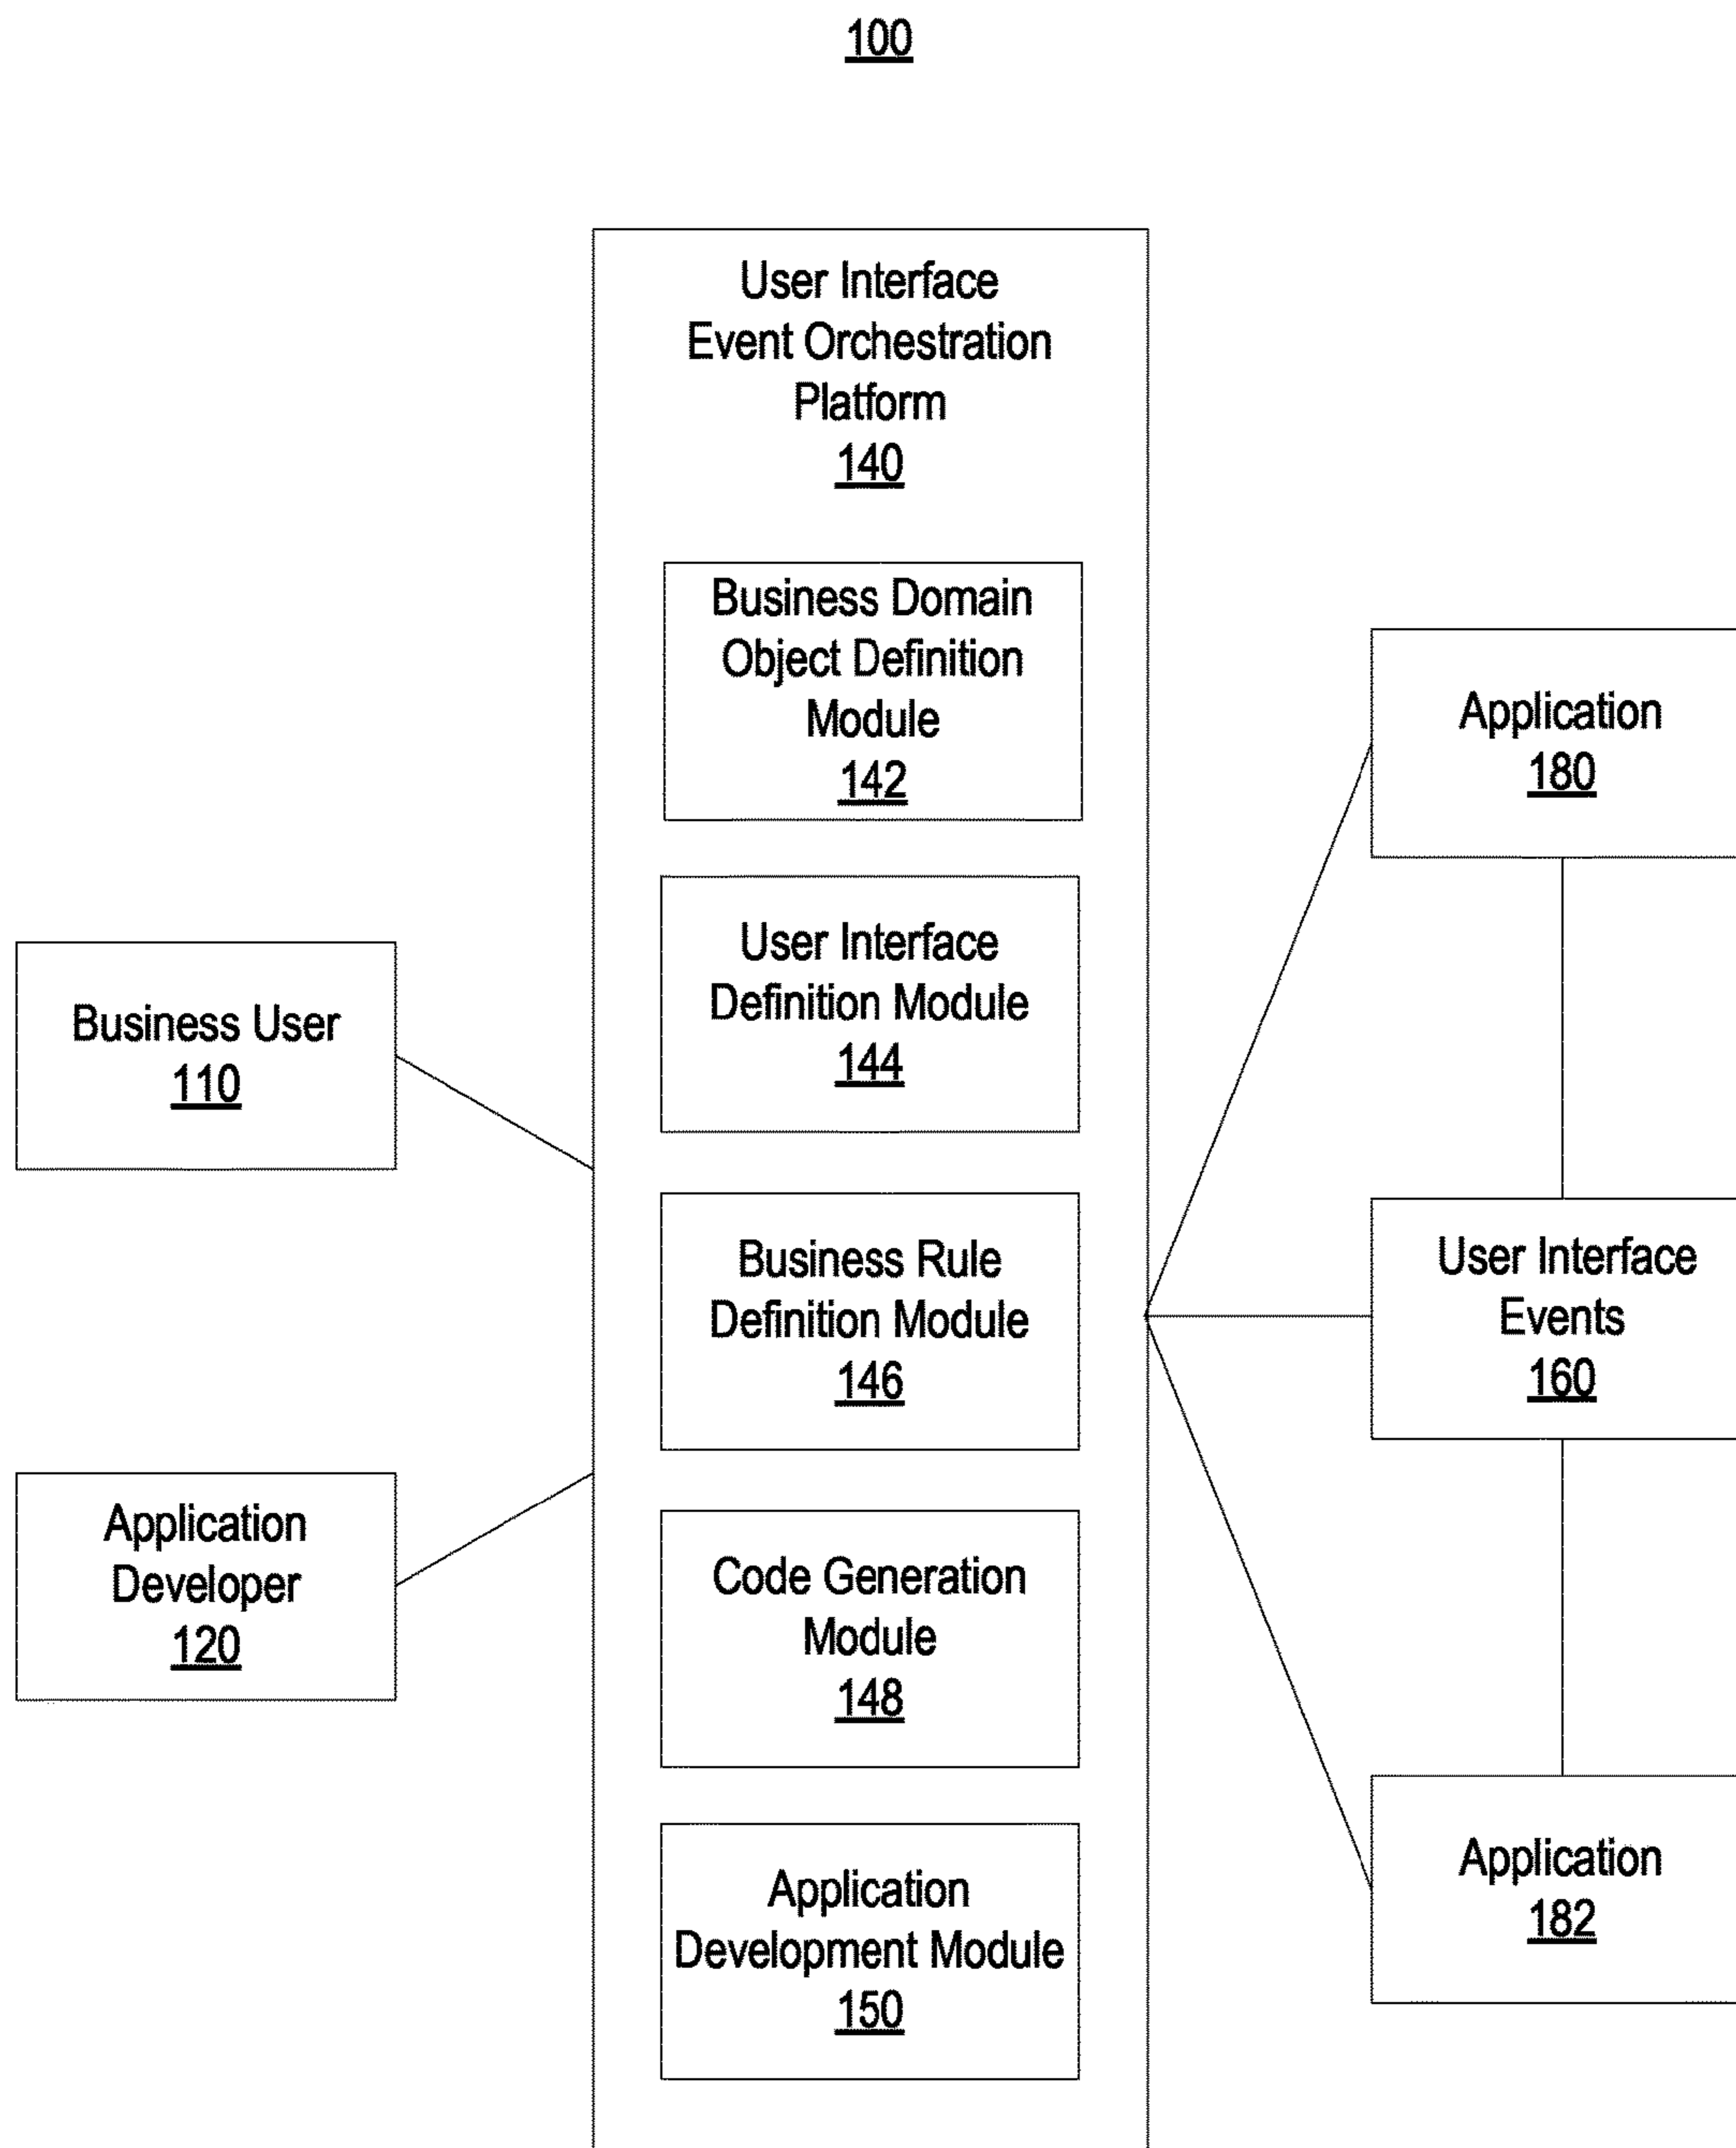 100
User Interface
Event Orchestration
Platform
140
Business Domain
Object Definition
Module
142
User Interface
Definition Module
144
Business Rule
Definition Module
146
Code Generation
Module
148
Application
Development Module
150
Business User
110
Application
Developer
120
Application
180
User Interface
Events
160
Application
182